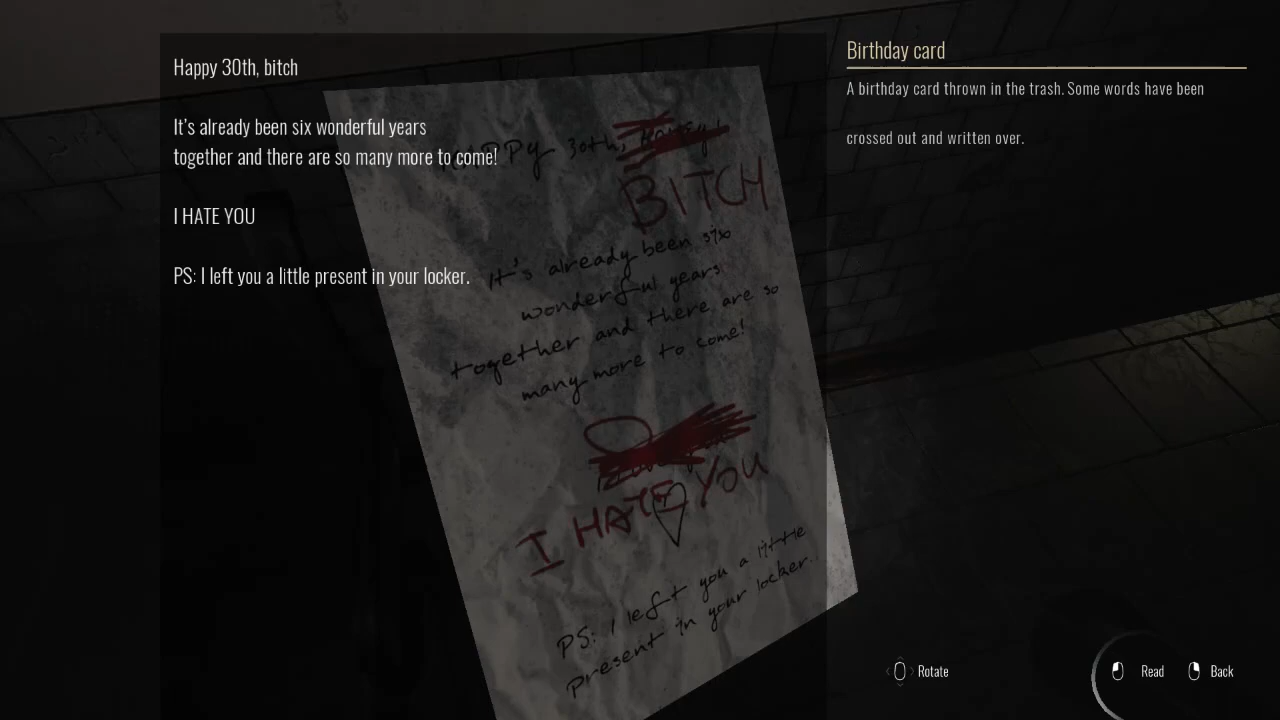 Happy 30th, bitch
It's already been six wonderful years
together and there are so many more to come!
I HATE YOU
PS: I left you a little present in your locker.
Birthday card
A birthday card thrown in the trash. Some words have been
crossed out and written over.
HAPPY 30th, Honey!
BITCH
It's already been six
wonderful years
together and there are so
many more to come!
I HATE YOU
PS: I left you a little
present in your locker.
Rotate
Read
Back